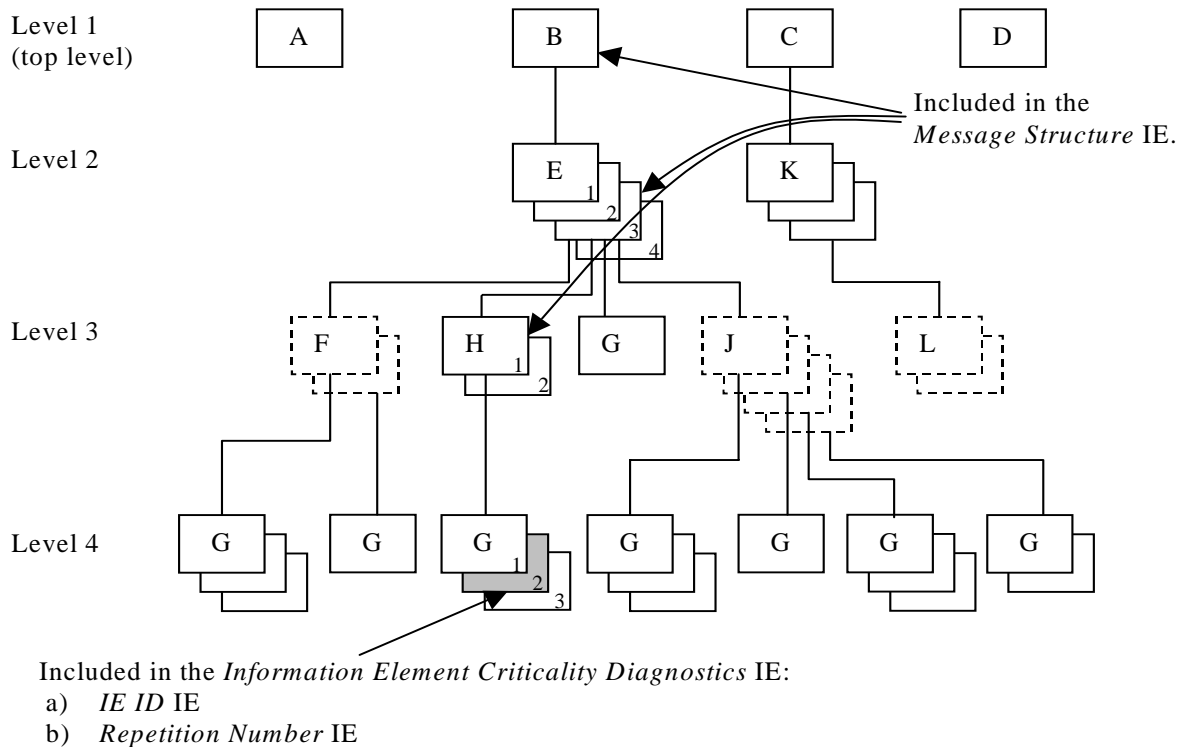 Level 1
(top level)
A
B
C
D
Included in the
Message Structure IE.
Level 2
E
1
2
3
4
K
Level 3
F
H
1
2
G
J
L
Level 4
G
G
G
1
2
3
G
G
G
G
Included in the Information Element Criticality Diagnostics IE:
a) IE ID IE
b) Repetition Number IE